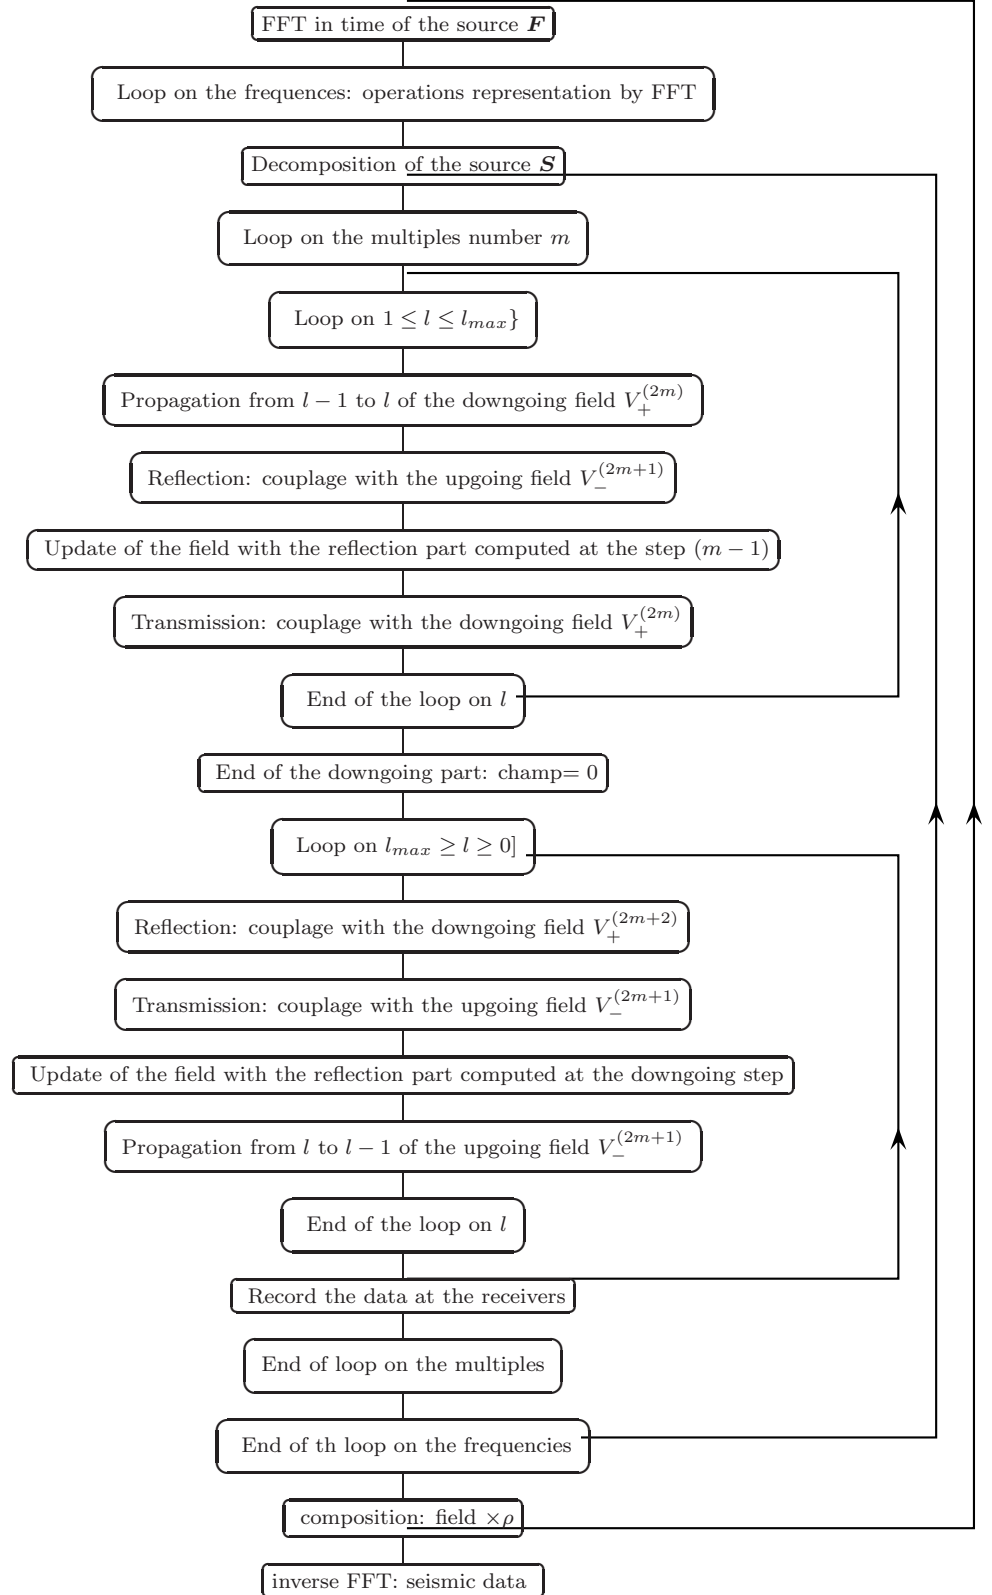 FFT in time of the source F
Loop on the frequences: operations representation by FFT
Decomposition of the source S
Loop on the multiples number m
Loop on 1 ≤ l ≤ l_{max}}
Propagation from l − 1 to l of the downgoing field V_+^{(2m)}
Reflection: couplage with the upgoing field V_−^{(2m+1)}
Update of the field with the reflection part computed at the step (m − 1)
Transmission: couplage with the downgoing field V_+^{(2m)}
End of the loop on l
End of the downgoing part: champ= 0
Loop on l_{max} ≥ l ≥ 0]
Reflection: couplage with the downgoing field V_+^{(2m+2)}
Transmission: couplage with the upgoing field V_−^{(2m+1)}
Update of the field with the reflection part computed at the downgoing step
Propagation from l to l − 1 of the upgoing field V_−^{(2m+1)}
End of the loop on l
Record the data at the receivers
End of loop on the multiples
End of th loop on the frequencies
composition: field ×ρ
inverse FFT: seismic data